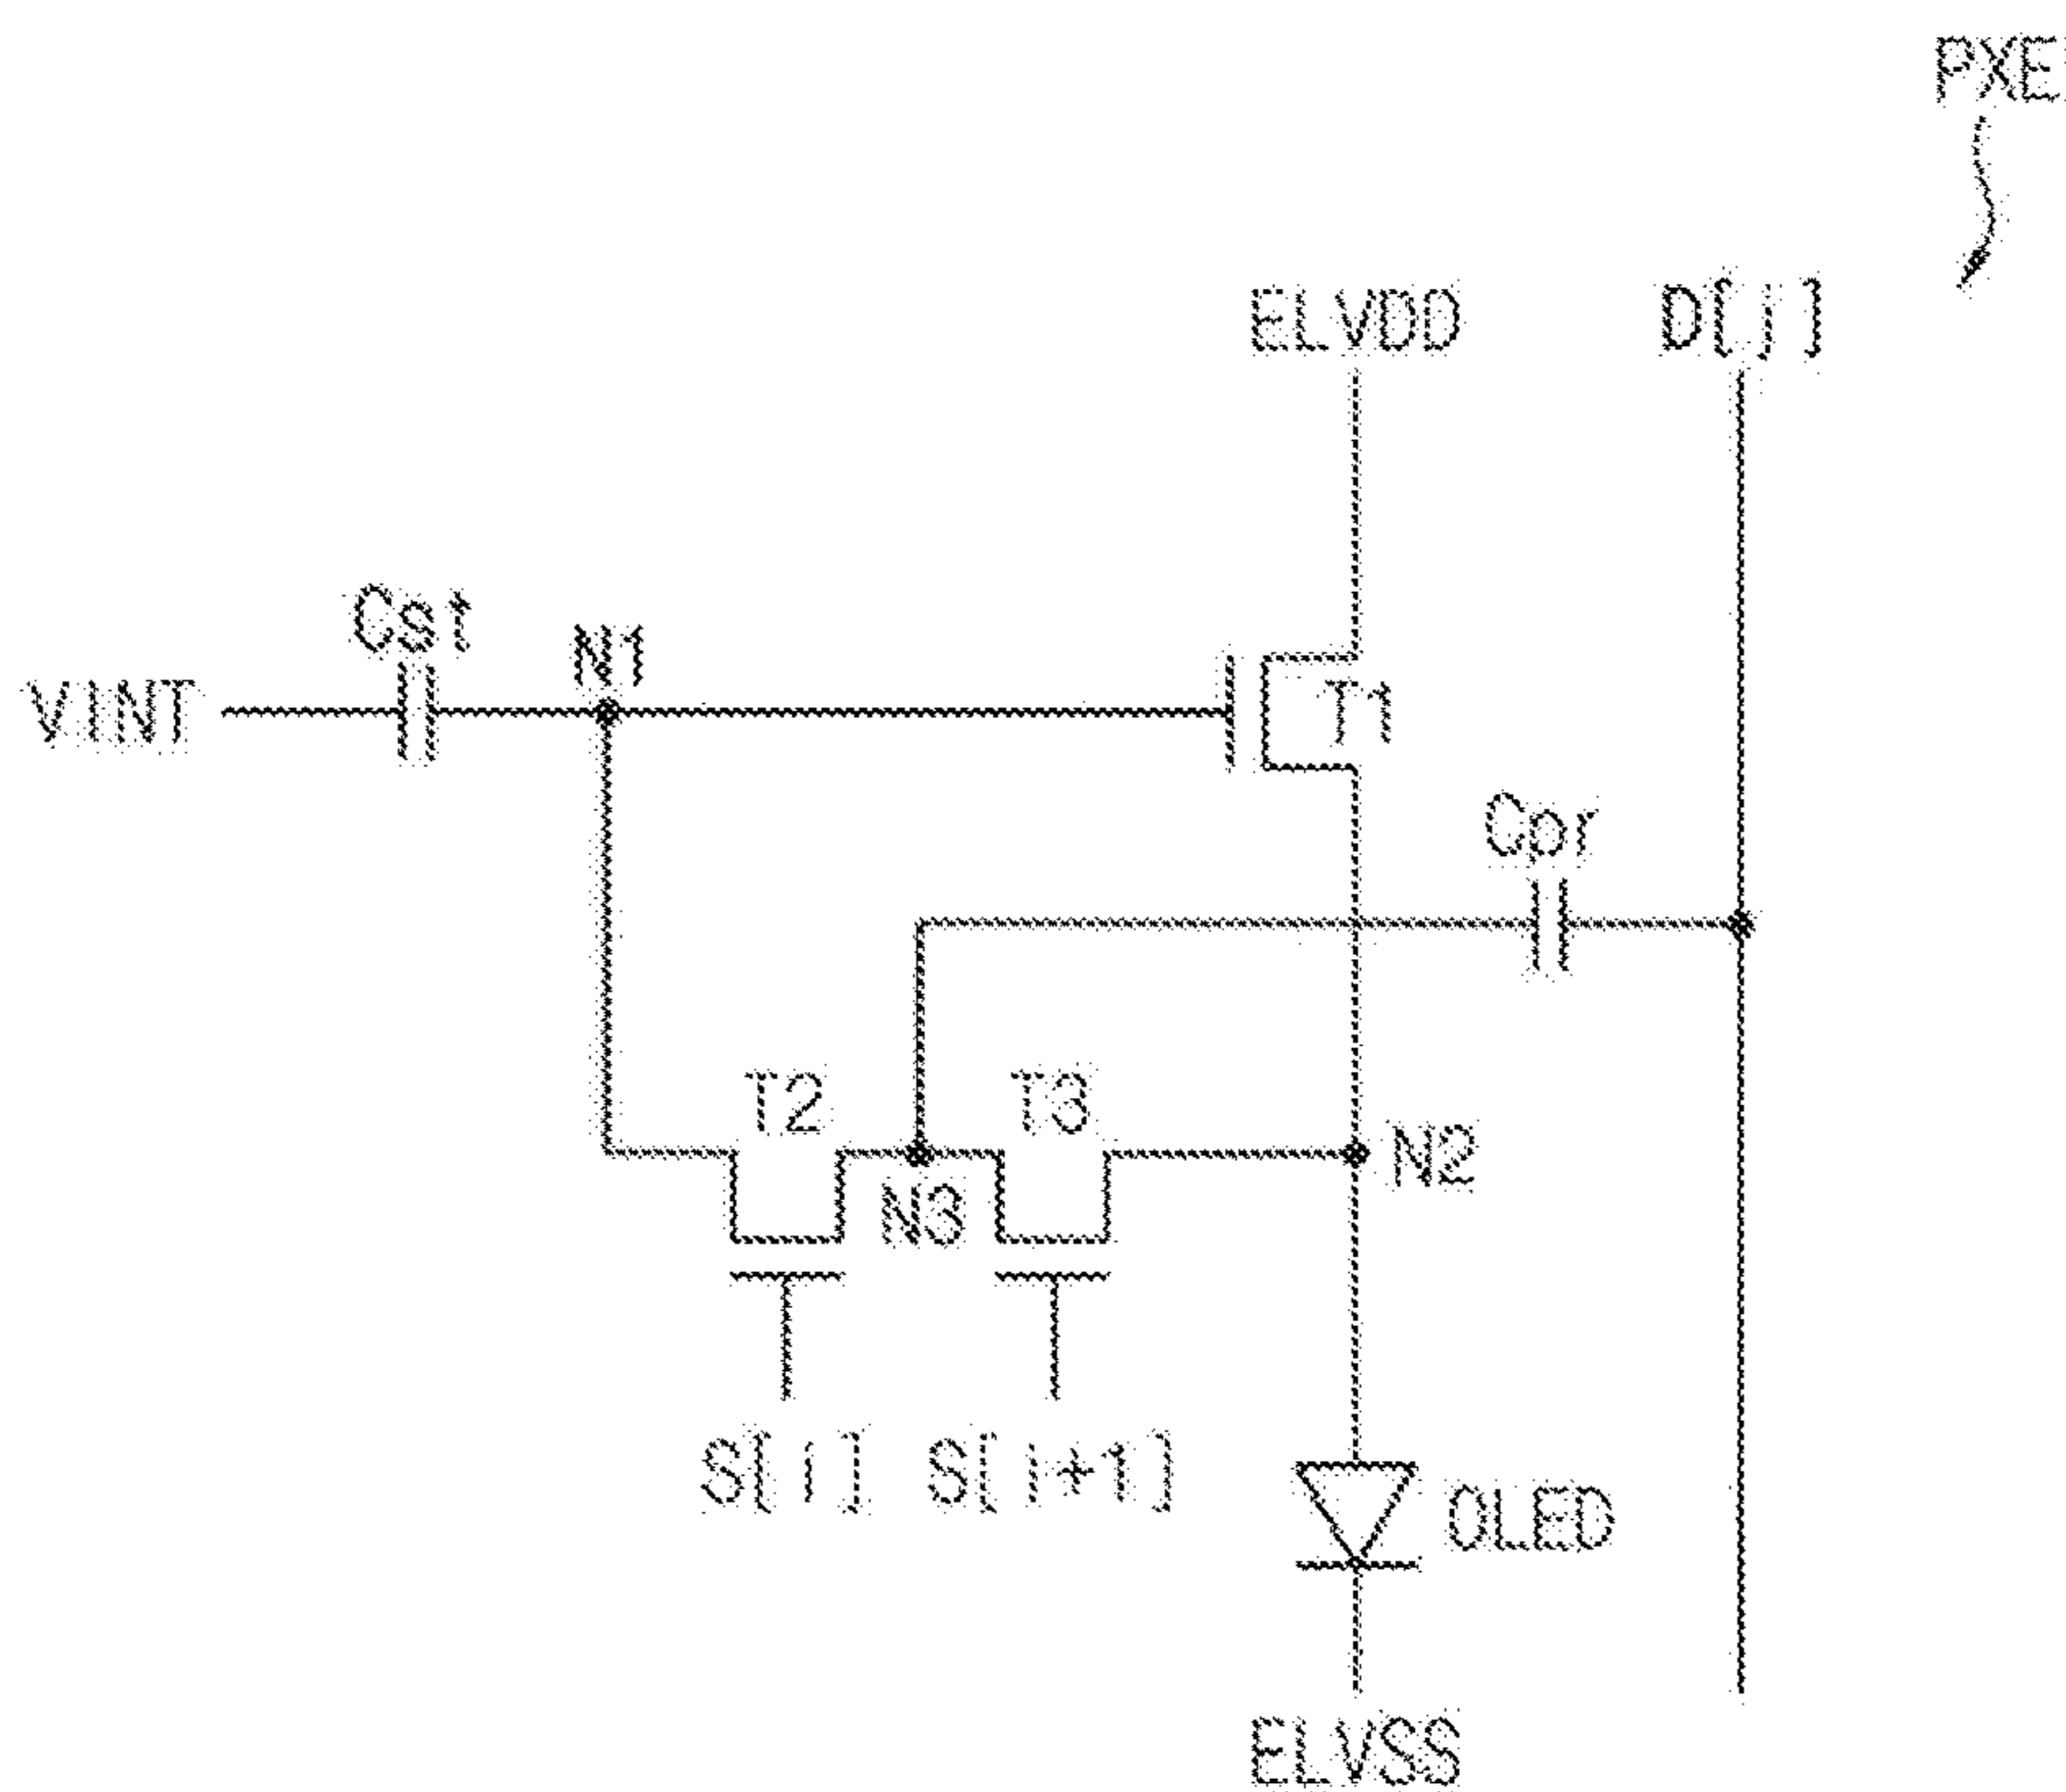 PXE
ELVDD D[j]
Cst
N1
VINT
T1
Cpr
T2 T3
N2
N3
S[i] S[i+1]
OLED
ELVSS